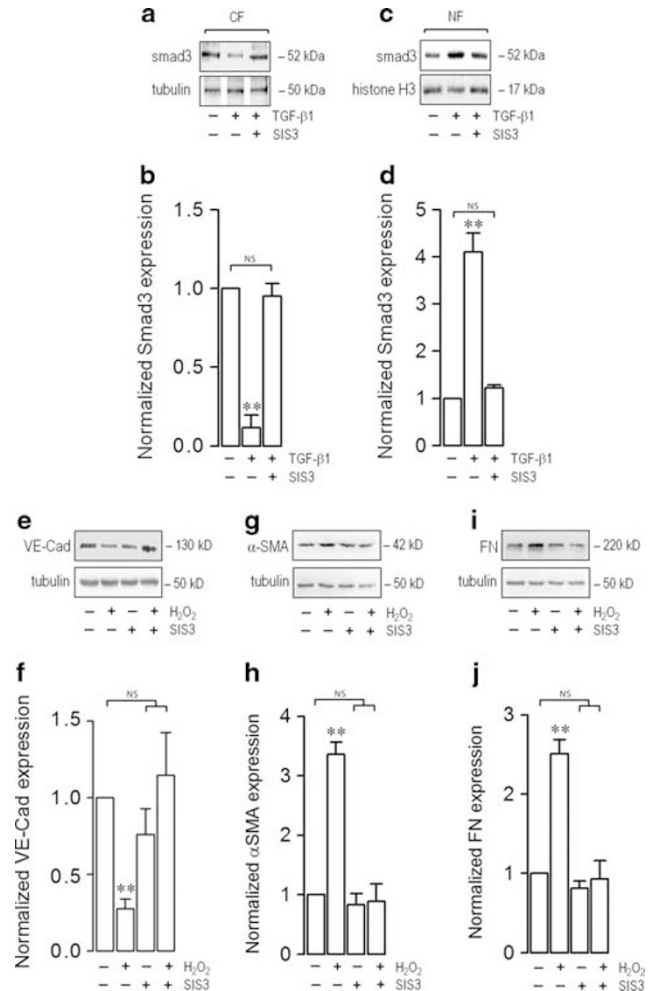 a
CF
smad3
– 52 kDa
tubulin
– 50 kDa
– + + TGF-β1
+ SIS3
c
NF
smad3
– 52 kDa
histone H3
– 17 kDa
– + + TGF-β1
+ SIS3
b
Normalized Smad3 expression
1.5
1.0
0.5
0.0
NS
**
– + + TGF-β1
+ SIS3
d
Normalized Smad3 expression
5
4
3
2
1
0
NS
**
– + + TGF-β1
+ SIS3
e
VE-Cad
– 130 kD
tubulin
– 50 kD
– + + H₂O₂
+ + SIS3
g
α-SMA
– 42 kD
tubulin
– 50 kD
– + + H₂O₂
+ + SIS3
i
FN
– 220 kD
tubulin
– 50 kD
– + + H₂O₂
+ + SIS3
f
Normalized VE-Cad expression
1.5
1.0
0.5
0.0
NS
**
– + + H₂O₂
+ + SIS3
h
Normalized αSMA expression
4
3
2
1
0
NS
**
– + + H₂O₂
+ + SIS3
j
Normalized FN expression
3
2
1
0
NS
**
– + + H₂O₂
+ + SIS3